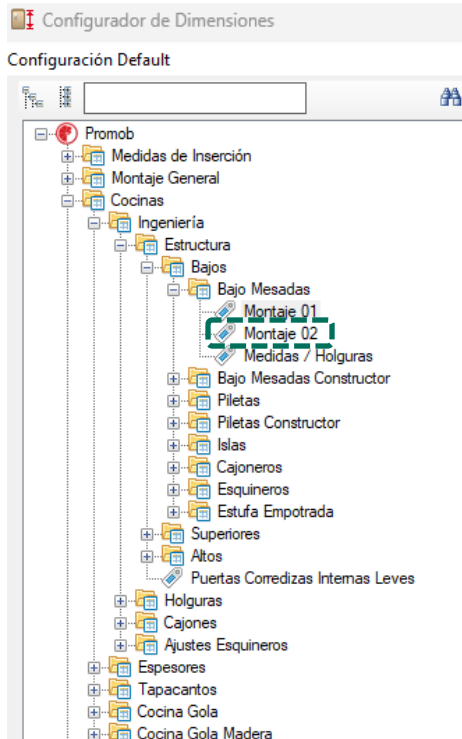 Configurador de Dimensiones
Configuración Default
Promob
Medidas de Inserción
Montaje General
Cocinas
Ingeniería
Estructura
Bajos
Bajo Mesadas
Montaje 01
Montaje 02
Medidas / Holguras
Bajo Mesadas Constructor
Piletas
Piletas Constructor
Islas
Cajoneros
Esquineros
Estufa Empotrada
Superiores
Altos
Puertas Corredizas Internas Leves
Holguras
Cajones
Ajustes Esquineros
Espesores
Tapacantos
Cocina Gola
Cocina Gola Madera